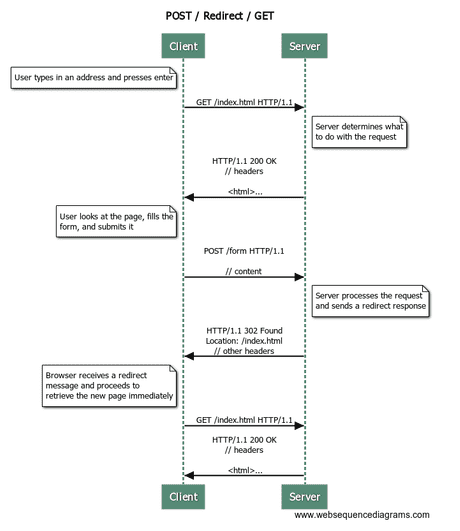 POST / Redirect / GET
Client
Server
User types in an address and presses enter
GET /index.html HTTP/1.1
Server determines what
to do with the request
HTTP/1.1 200 OK
// headers
<html>...
User looks at the page, fills the
form, and submits it
POST /form HTTP/1.1
// content
Server processes the request
and sends a redirect response
HTTP/1.1 302 Found
Location: /index.html
// other headers
Browser receives a redirect
message and proceeds to
retrieve the new page immediately
GET /index.html HTTP/1.1
HTTP/1.1 200 OK
// headers
<html>...
Client
Server
www.websequencediagrams.com